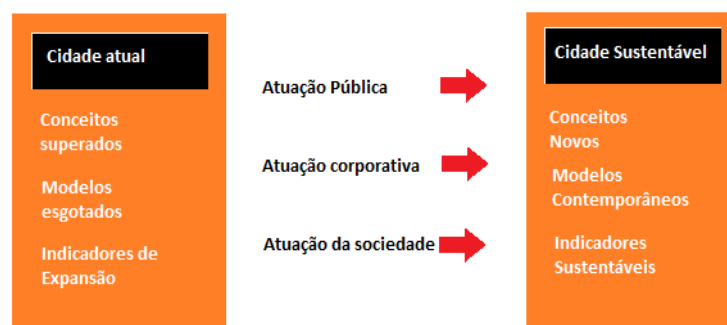 Cidade atual
Conceitos
superados
Modelos
esgotados
Indicadores de
Expansão
Atuação Pública
Atuação corporativa
Atuação da sociedade
Cidade Sustentável
Conceitos
Novos
Modelos
Contemporâneos
Indicadores
Sustentáveis